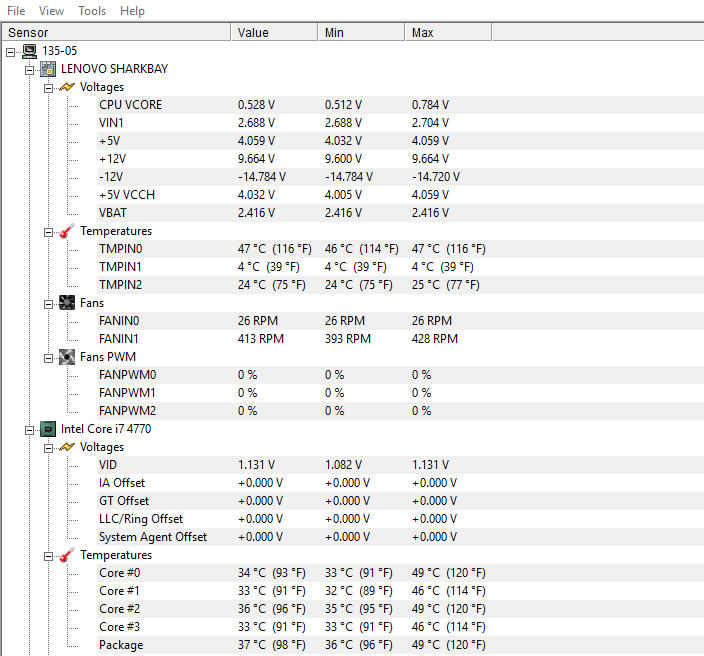 File View Tools Help
Sensor Value Min Max
135-05
LENOVO SHARKBAY
Voltages
CPU VCORE 0.528 V 0.512 V 0.784 V
VIN1 2.688 V 2.688 V 2.704 V
+5V 4.059 V 4.032 V 4.059 V
+12V 9.664 V 9.600 V 9.664 V
-12V -14.784 V -14.784 V -14.720 V
+5V VCCH 4.032 V 4.005 V 4.059 V
VBAT 2.416 V 2.416 V 2.416 V
Temperatures
TMPIN0 47 °C (116 °F) 46 °C (114 °F) 47 °C (116 °F)
TMPIN1 4 °C (39 °F) 4 °C (39 °F) 4 °C (39 °F)
TMPIN2 24 °C (75 °F) 24 °C (75 °F) 25 °C (77 °F)
Fans
FANIN0 26 RPM 26 RPM 26 RPM
FANIN1 413 RPM 393 RPM 428 RPM
Fans PWM
FANPWM0 0 % 0 % 0 %
FANPWM1 0 % 0 % 0 %
FANPWM2 0 % 0 % 0 %
Intel Core i7 4770
Voltages
VID 1.131 V 1.082 V 1.131 V
IA Offset +0.000 V +0.000 V +0.000 V
GT Offset +0.000 V +0.000 V +0.000 V
LLC/Ring Offset +0.000 V +0.000 V +0.000 V
System Agent Offset +0.000 V +0.000 V +0.000 V
Temperatures
Core #0 34 °C (93 °F) 33 °C (91 °F) 49 °C (120 °F)
Core #1 33 °C (91 °F) 32 °C (89 °F) 46 °C (114 °F)
Core #2 36 °C (96 °F) 35 °C (95 °F) 49 °C (120 °F)
Core #3 33 °C (91 °F) 33 °C (91 °F) 46 °C (114 °F)
Package 37 °C (98 °F) 36 °C (96 °F) 49 °C (120 °F)